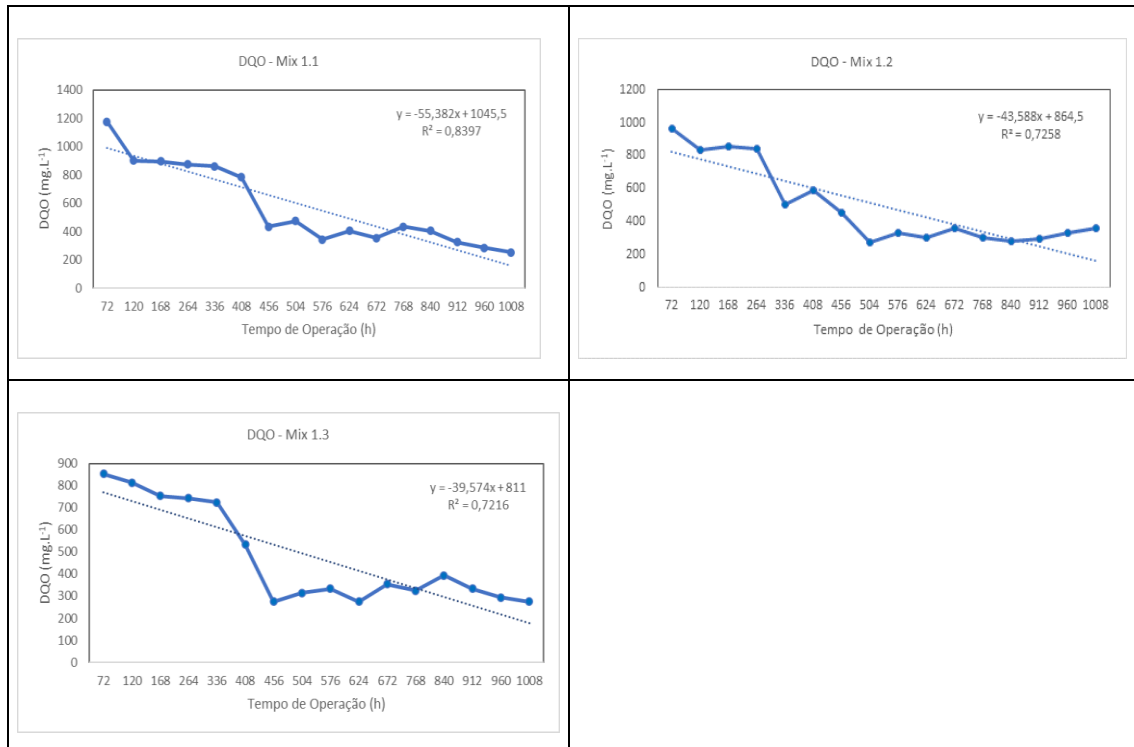 DQO - Mix 1.1
y = -55,382x + 1045,5
R² = 0,8397
1400
1200
1000
800
600
400
200
0
DQO (mg.L⁻¹)
72 120 168 264 336 408 456 504 576 624 672 768 840 912 960 1008
Tempo de Operação (h)
DQO - Mix 1.2
y = -43,588x + 864,5
R² = 0,7258
1200
1000
800
600
400
200
0
DQO (mg.L⁻¹)
72 120 168 264 336 408 456 504 576 624 672 768 840 912 960 1008
Tempo de Operação (h)
DQO - Mix 1.3
y = -39,574x + 811
R² = 0,7216
900
800
700
600
500
400
300
200
100
0
DQO (mg.L⁻¹)
72 120 168 264 336 408 456 504 576 624 672 768 840 912 960 1008
Tempo de Operação (h)